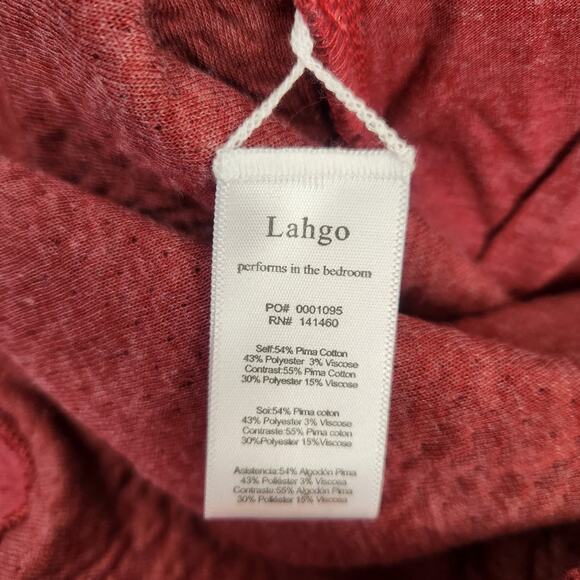 Lahgo
performs in the bedroom
PO# 0001095
RN# 141460
Self:54% Pima Cotton
43% Polyester 3% Viscose
Contrast:55% Pima Cotton
30% Polyester 15% Viscose
Soi:54% Pima coton
43% Polyester 3% Viscose
Contraste:55% Pima coton
30%Polyester 15%Viscose
Asistencia:54% Algodón Pima
43% Poliéster 3% Viscosa
Contraste:55% Algodón Pima
30% Poliéster 15% Viscosa